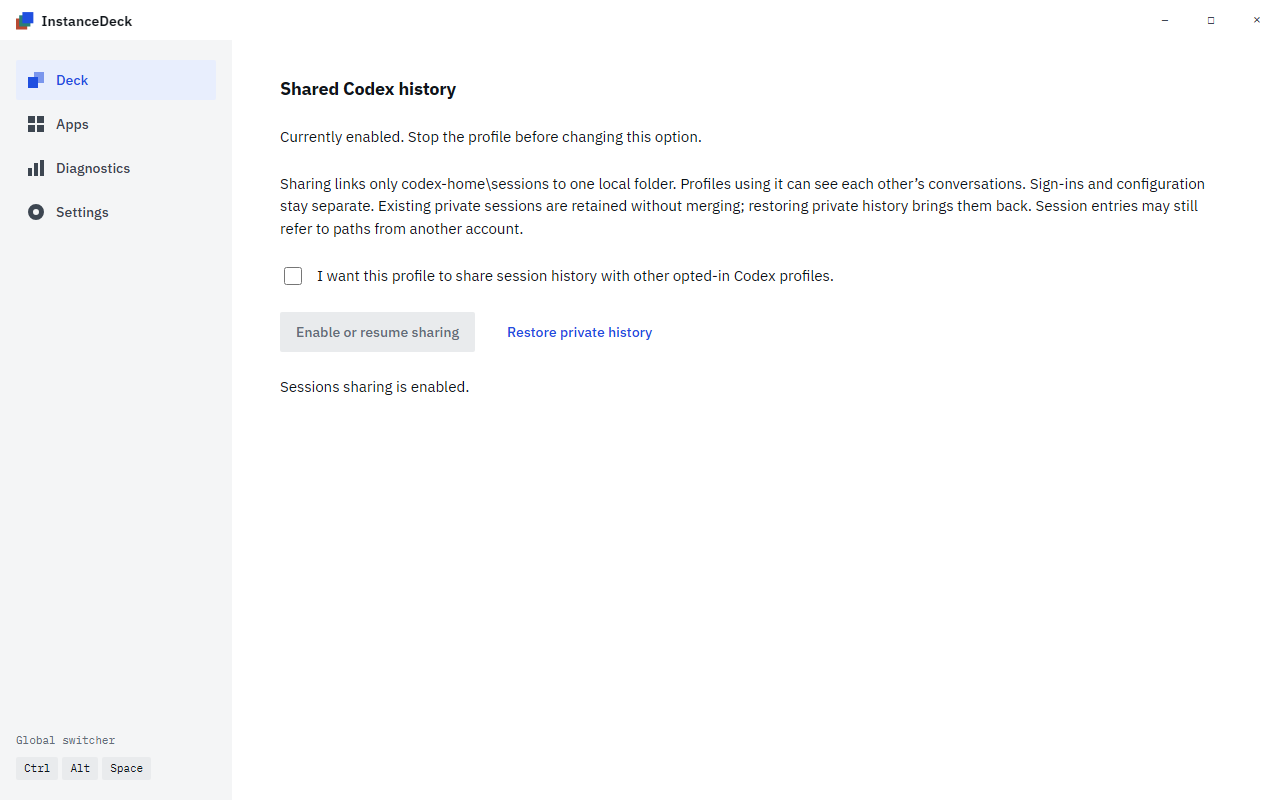 InstanceDeck
Deck
Apps
Diagnostics
Settings
Global switcher
Ctrl Alt Space
Shared Codex history
Currently enabled. Stop the profile before changing this option.
Sharing links only codex-home\sessions to one local folder. Profiles using it can see each other’s conversations. Sign-ins and configuration
stay separate. Existing private sessions are retained without merging; restoring private history brings them back. Session entries may still
refer to paths from another account.
I want this profile to share session history with other opted-in Codex profiles.
Enable or resume sharing Restore private history
Sessions sharing is enabled.